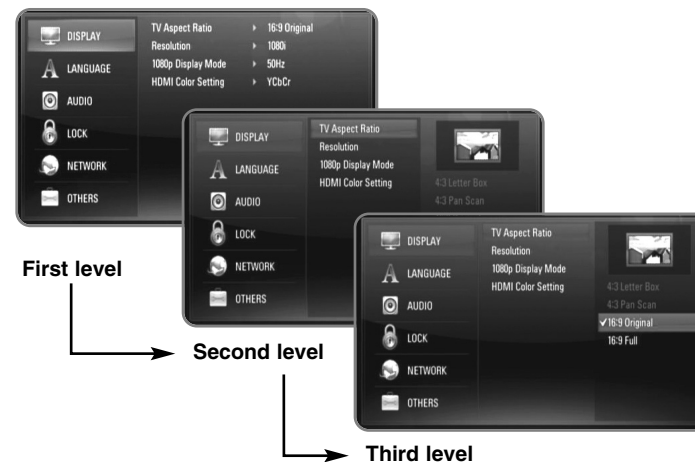 DISPLAY
LANGUAGE
AUDIO
LOCK
NETWORK
OTHERS
TV Aspect Ratio 16:9 Original
Resolution 1080i
1080p Display Mode 50Hz
HDMI Color Setting YCbCr
First level
DISPLAY
LANGUAGE
AUDIO
LOCK
NETWORK
OTHERS
TV Aspect Ratio
Resolution
1080p Display Mode
HDMI Color Setting
4:3 Letter Box
4:3 Pan Scan
Second level
DISPLAY
LANGUAGE
AUDIO
LOCK
NETWORK
OTHERS
TV Aspect Ratio
Resolution
1080p Display Mode
HDMI Color Setting
4:3 Letter Box
4:3 Pan Scan
✔16:9 Original
16:9 Full
Third level